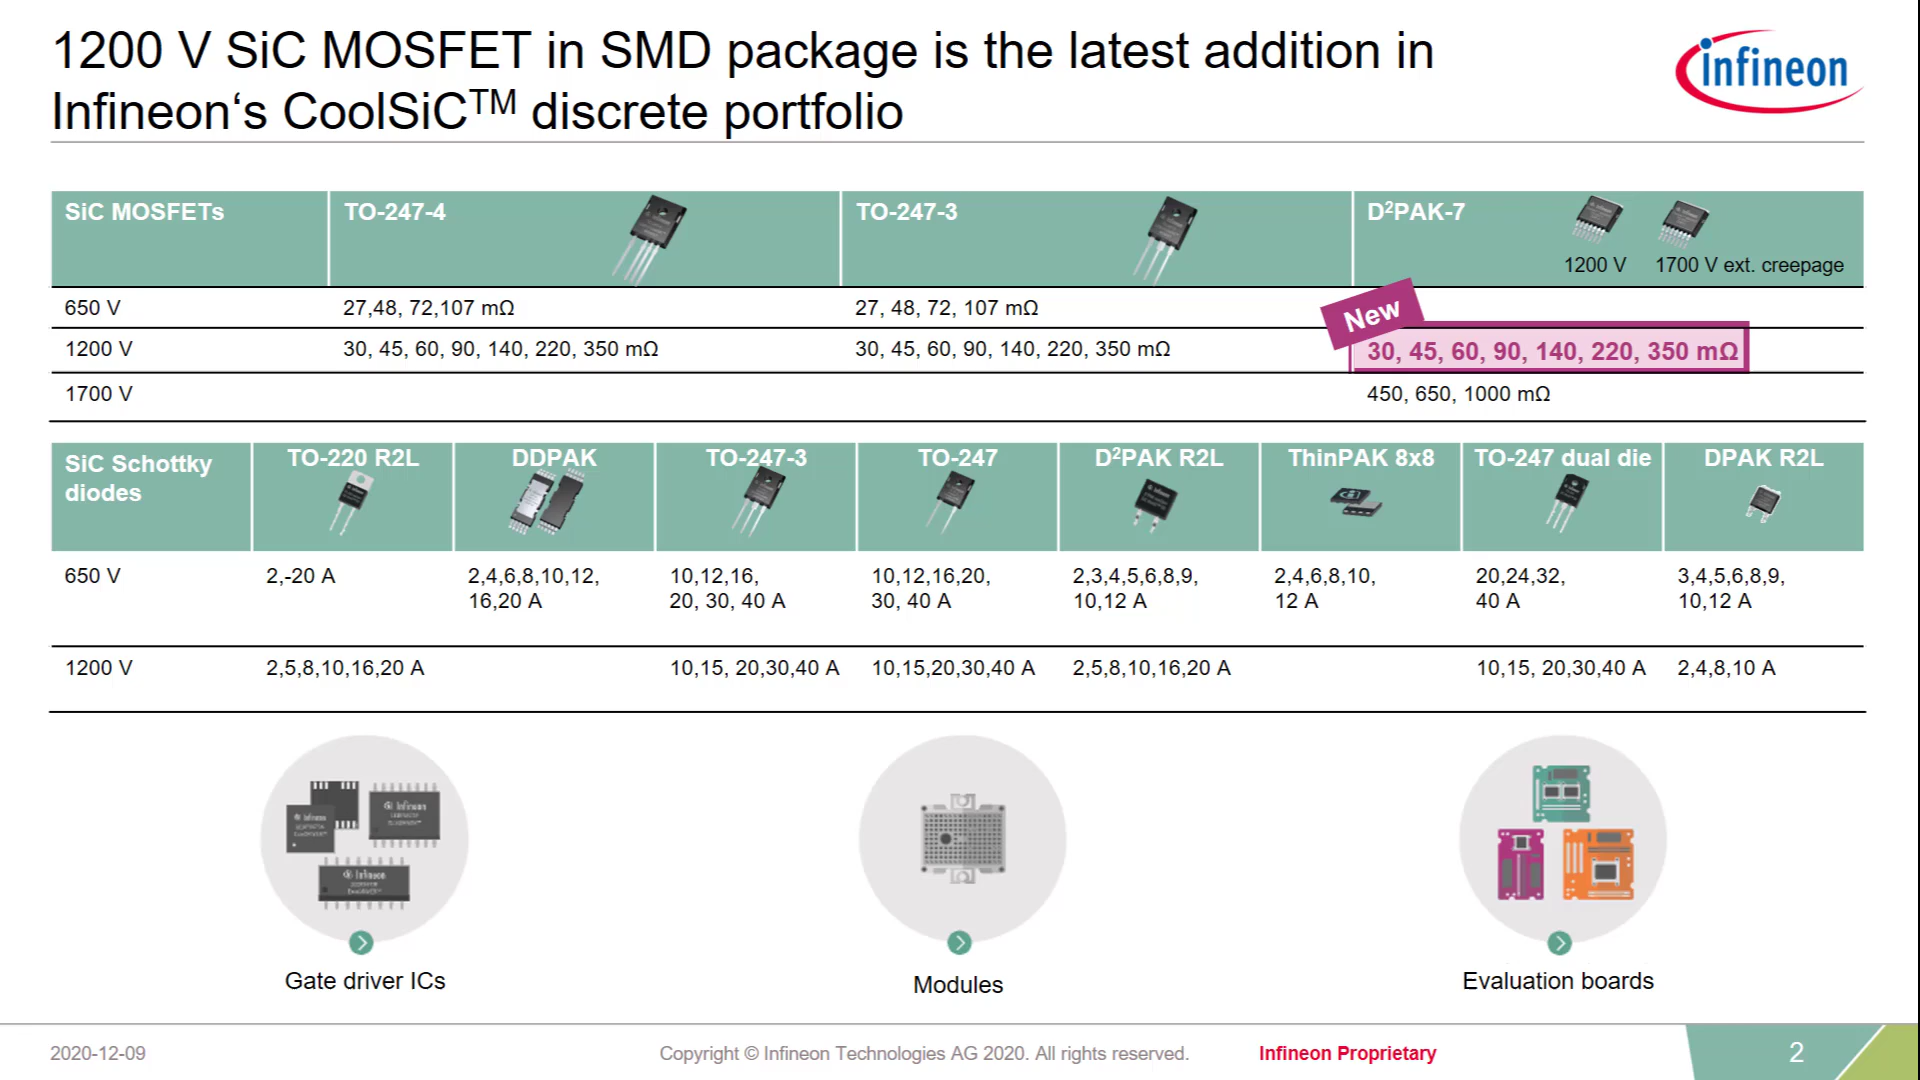 1200 V SiC MOSFET in SMD package is the latest addition in
Infineon‘s CoolSiC™ discrete portfolio
infineon
SiC MOSFETs
TO-247-4
TO-247-3
D²PAK-7
1200 V
1700 V ext. creepage
650 V
27,48, 72,107 mΩ
27, 48, 72, 107 mΩ
New
1200 V
30, 45, 60, 90, 140, 220, 350 mΩ
30, 45, 60, 90, 140, 220, 350 mΩ
30, 45, 60, 90, 140, 220, 350 mΩ
1700 V
450, 650, 1000 mΩ
SiC Schottky
diodes
TO-220 R2L
DDPAK
TO-247-3
TO-247
D²PAK R2L
ThinPAK 8x8
TO-247 dual die
DPAK R2L
650 V
2,-20 A
2,4,6,8,10,12,
16,20 A
10,12,16,
20, 30, 40 A
10,12,16,20,
30, 40 A
2,3,4,5,6,8,9,
10,12 A
2,4,6,8,10,
12 A
20,24,32,
40 A
3,4,5,6,8,9,
10,12 A
1200 V
2,5,8,10,16,20 A
10,15, 20,30,40 A
10,15,20,30,40 A
2,5,8,10,16,20 A
10,15, 20,30,40 A
2,4,8,10 A
Infineon
Infineon
Infineon
Gate driver ICs
Modules
Evaluation boards
2020-12-09
Copyright © Infineon Technologies AG 2020. All rights reserved.
Infineon Proprietary
2